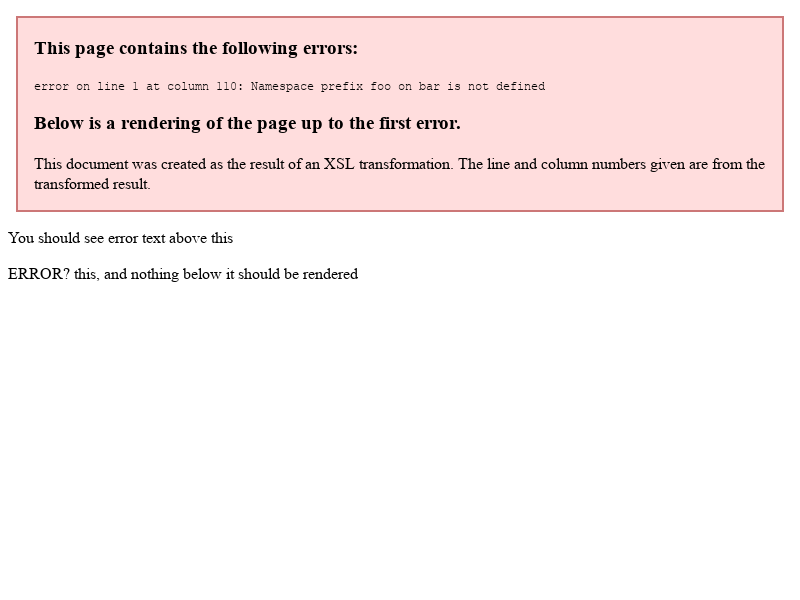 This page contains the following errors:
error on line 1 at column 110: Namespace prefix foo on bar is not defined
Below is a rendering of the page up to the first error.
This document was created as the result of an XSL transformation. The line and column numbers given are from the
transformed result.
You should see error text above this
ERROR? this, and nothing below it should be rendered